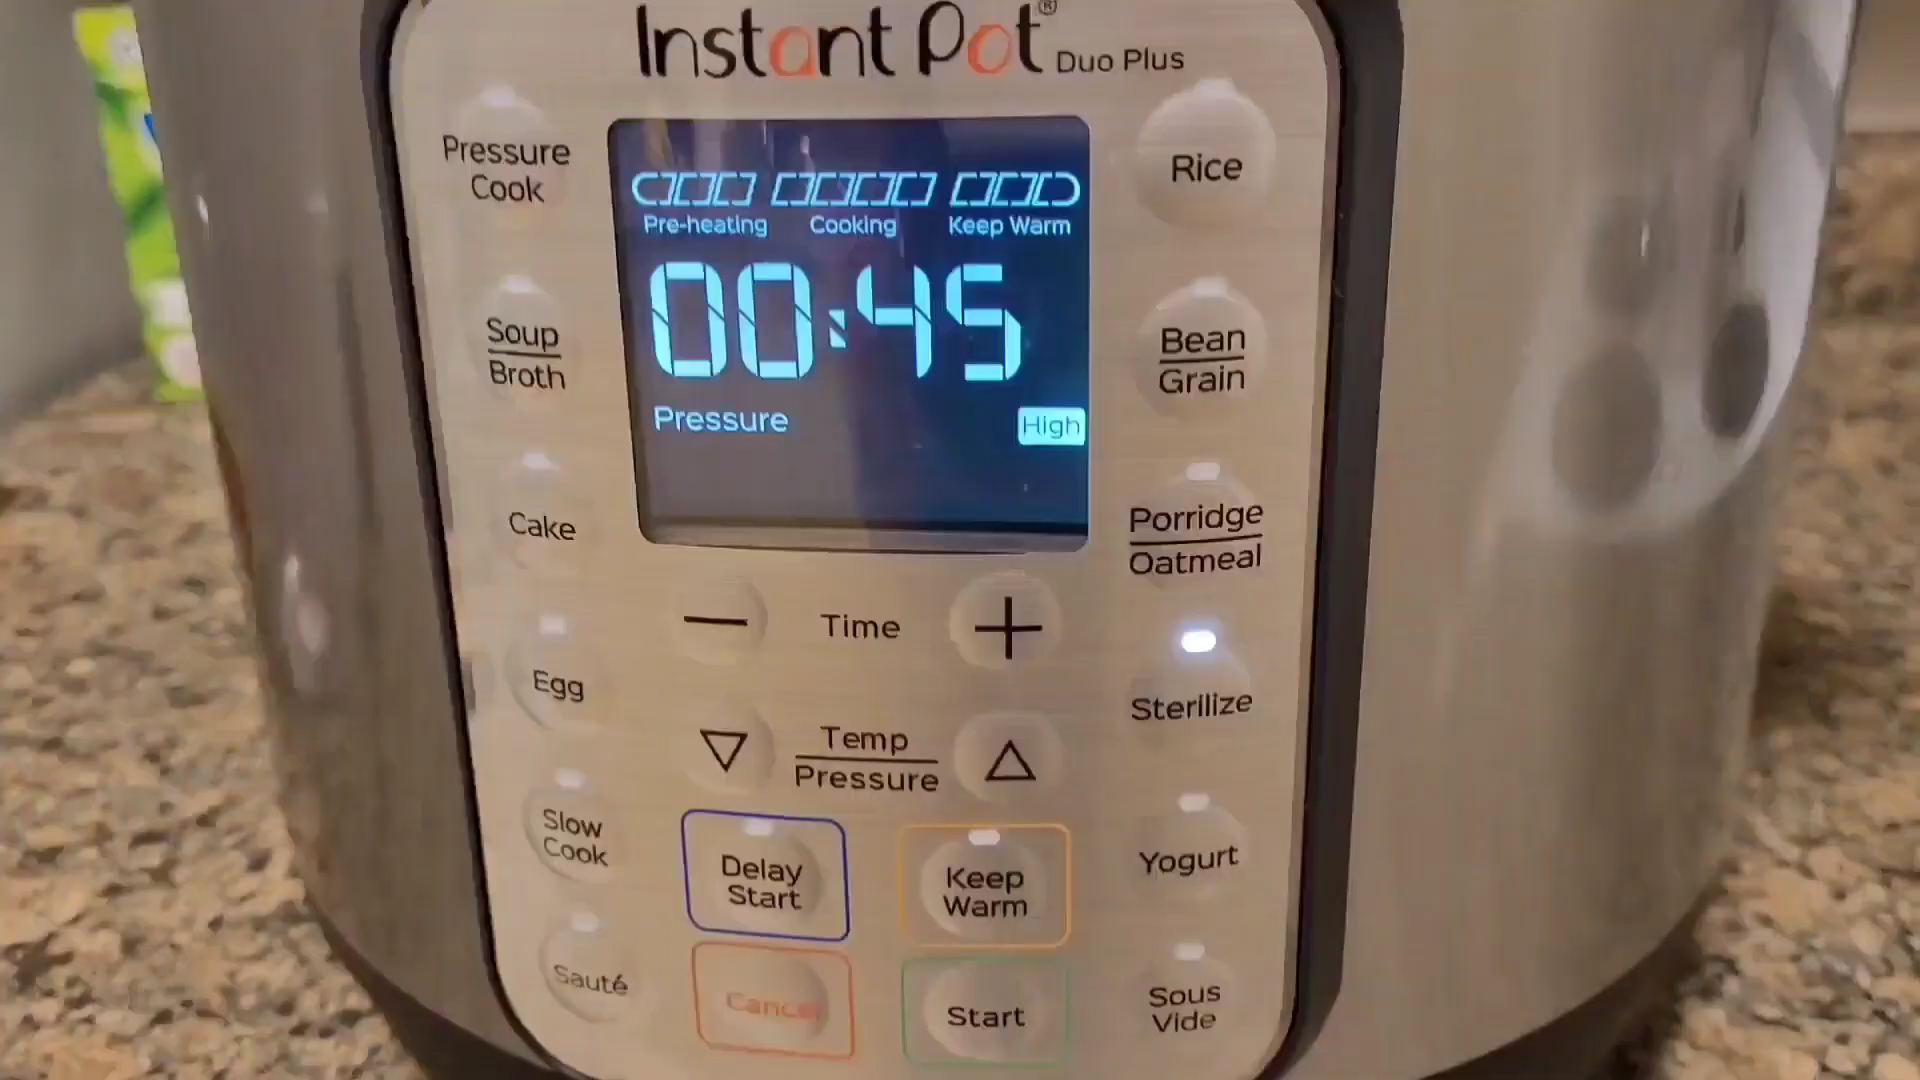 Instant Pot® Duo Plus
Pressure
Cook
Soup
Broth
Cake
Egg
Slow
Cook
Sauté
Pre-heating Cooking Keep Warm
00:45
Pressure High
Time
Temp
Pressure
Delay
Start
Keep
Warm
Cancel
Start
Rice
Bean
Grain
Porridge
Oatmeal
Sterilize
Yogurt
Sous
Vide